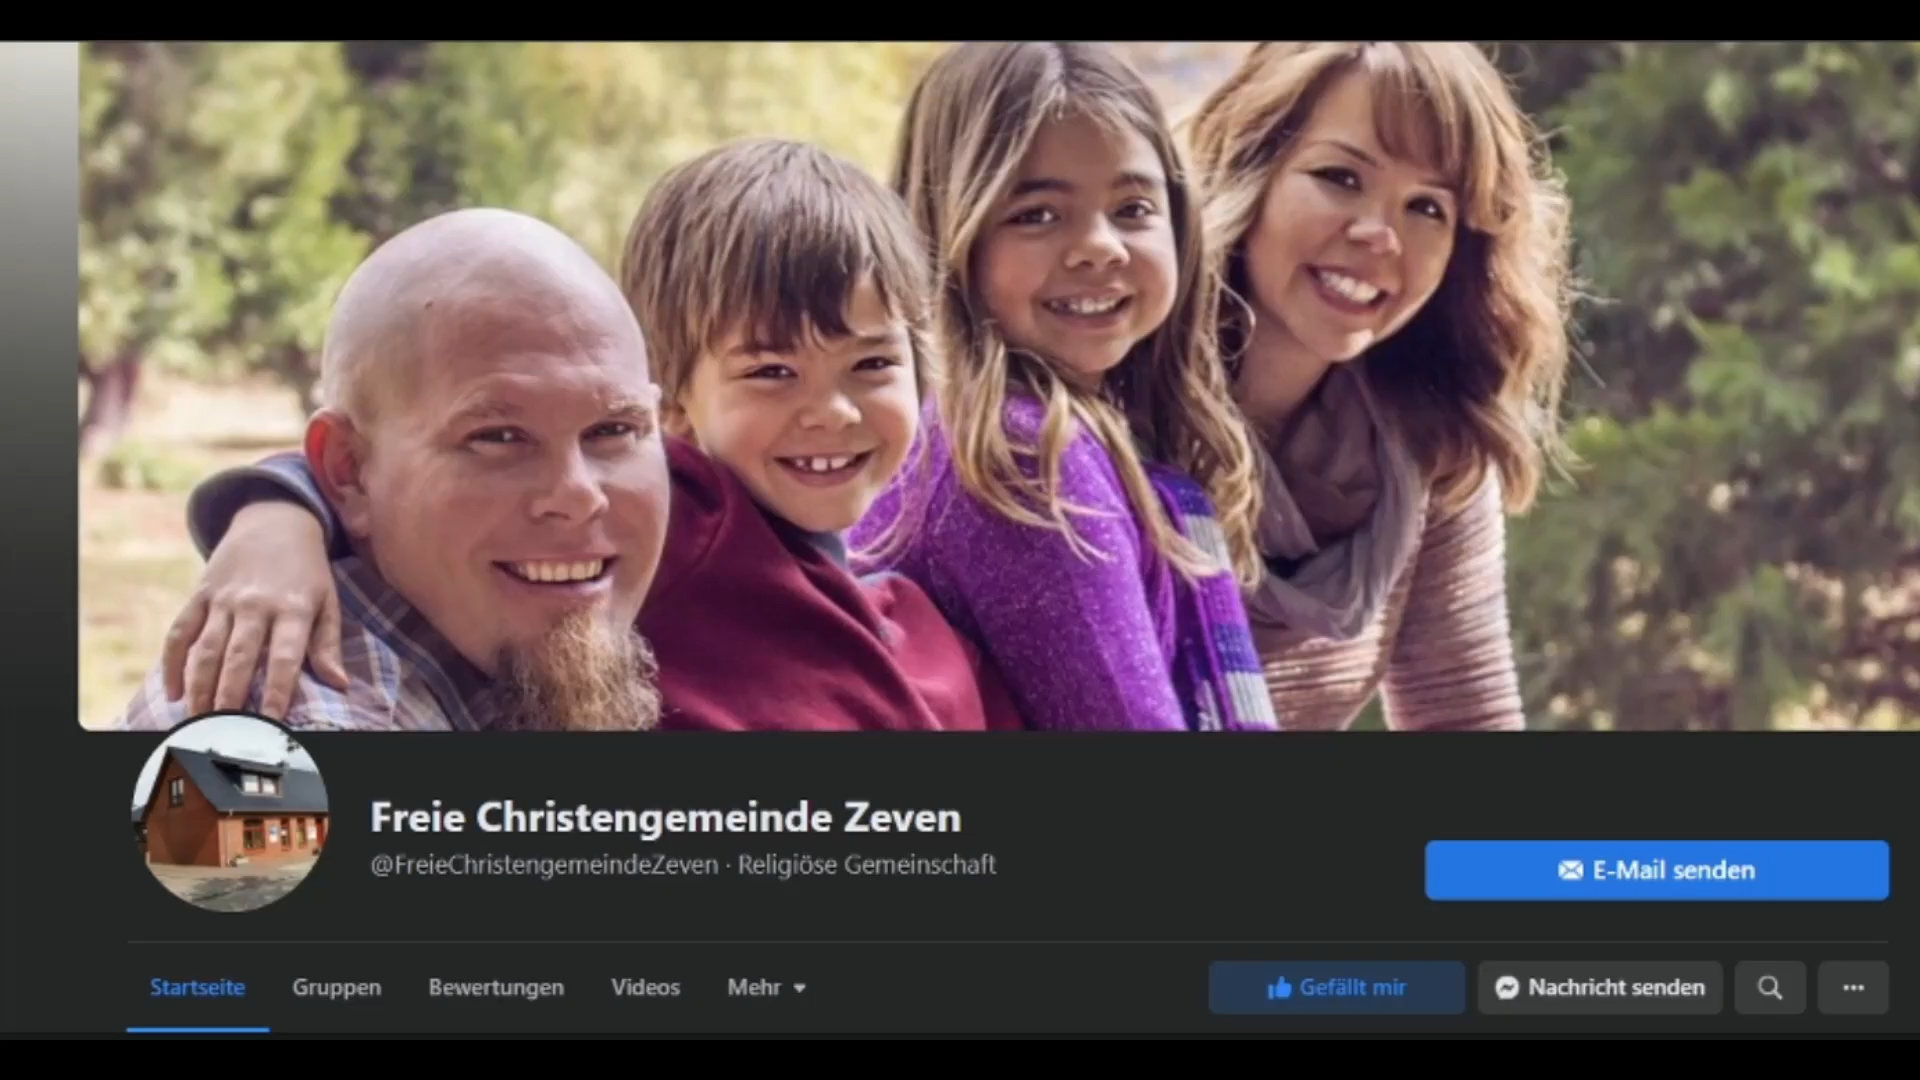 Freie Christengemeinde Zeven
@FreieChristengemeindeZeven · Religiöse Gemeinschaft
E-Mail senden
Startseite Gruppen Bewertungen Videos Mehr Gefällt mir Nachricht senden